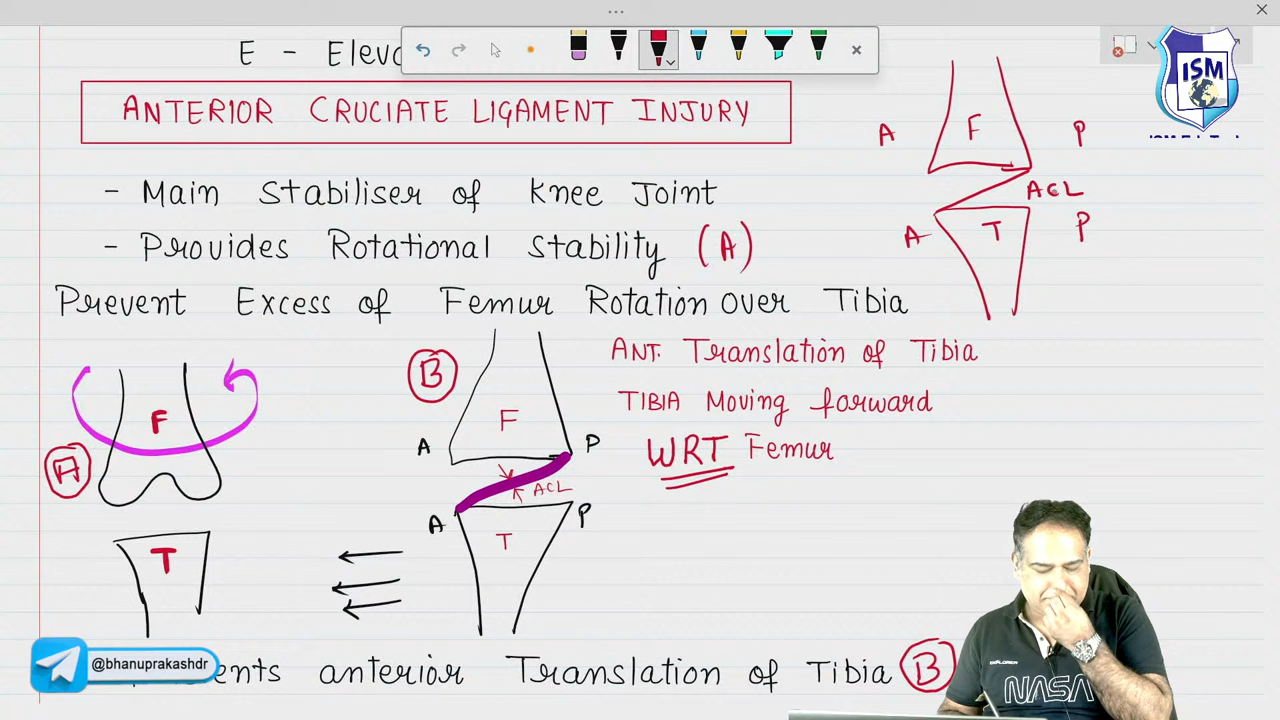 E - Elev
ANTERIOR CRUCIATE LIGAMENT INJURY
- Main Stabiliser of Knee Joint
- Provides Rotational Stability (A)
Prevent Excess of Femur Rotation over Tibia
A F P
ACL
A T P
ISM
ANT. Translation of Tibia
TIBIA Moving forward
WRT Femur
A
F
T
B
F
A P
ACL
A P
T
@bhanuprakashdr
ents anterior Translation of Tibia B
EXPLORER
NASA